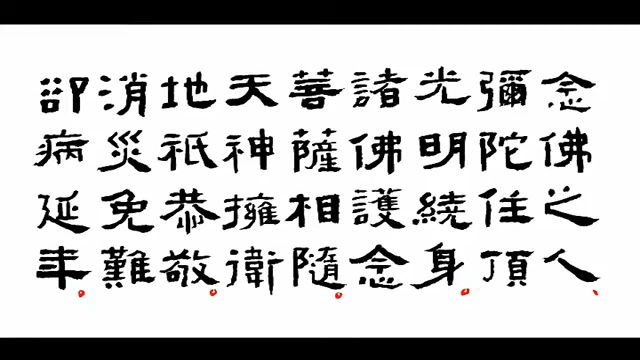 念佛之人
彌陀住頂
光明繞身
諸佛護念
菩薩相隨
天神擁衛
地祇恭敬
消災免難
卻病延年